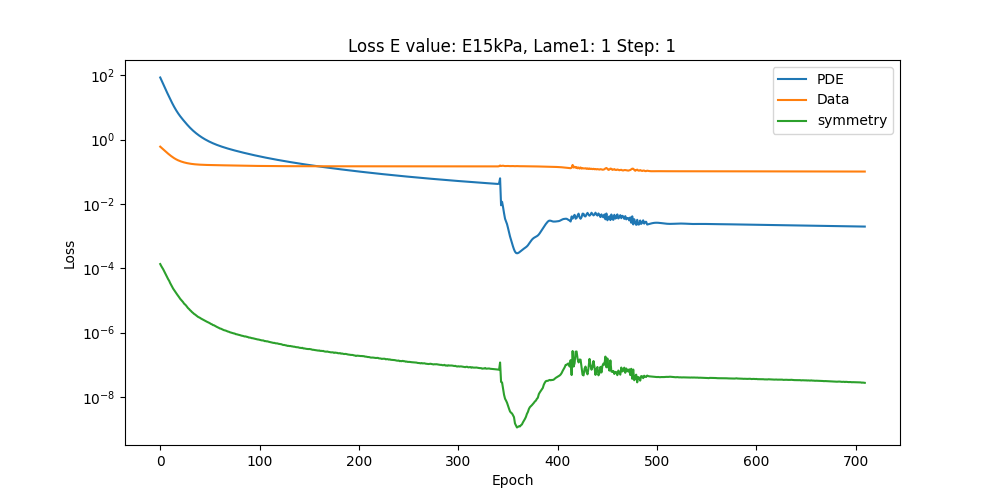 Loss E value: E15kPa, Lame1: 1 Step: 1
PDE
Data
symmetry
10²
10⁰
10⁻²
10⁻⁴
10⁻⁶
10⁻⁸
Loss
0 100 200 300 400 500 600 700
Epoch